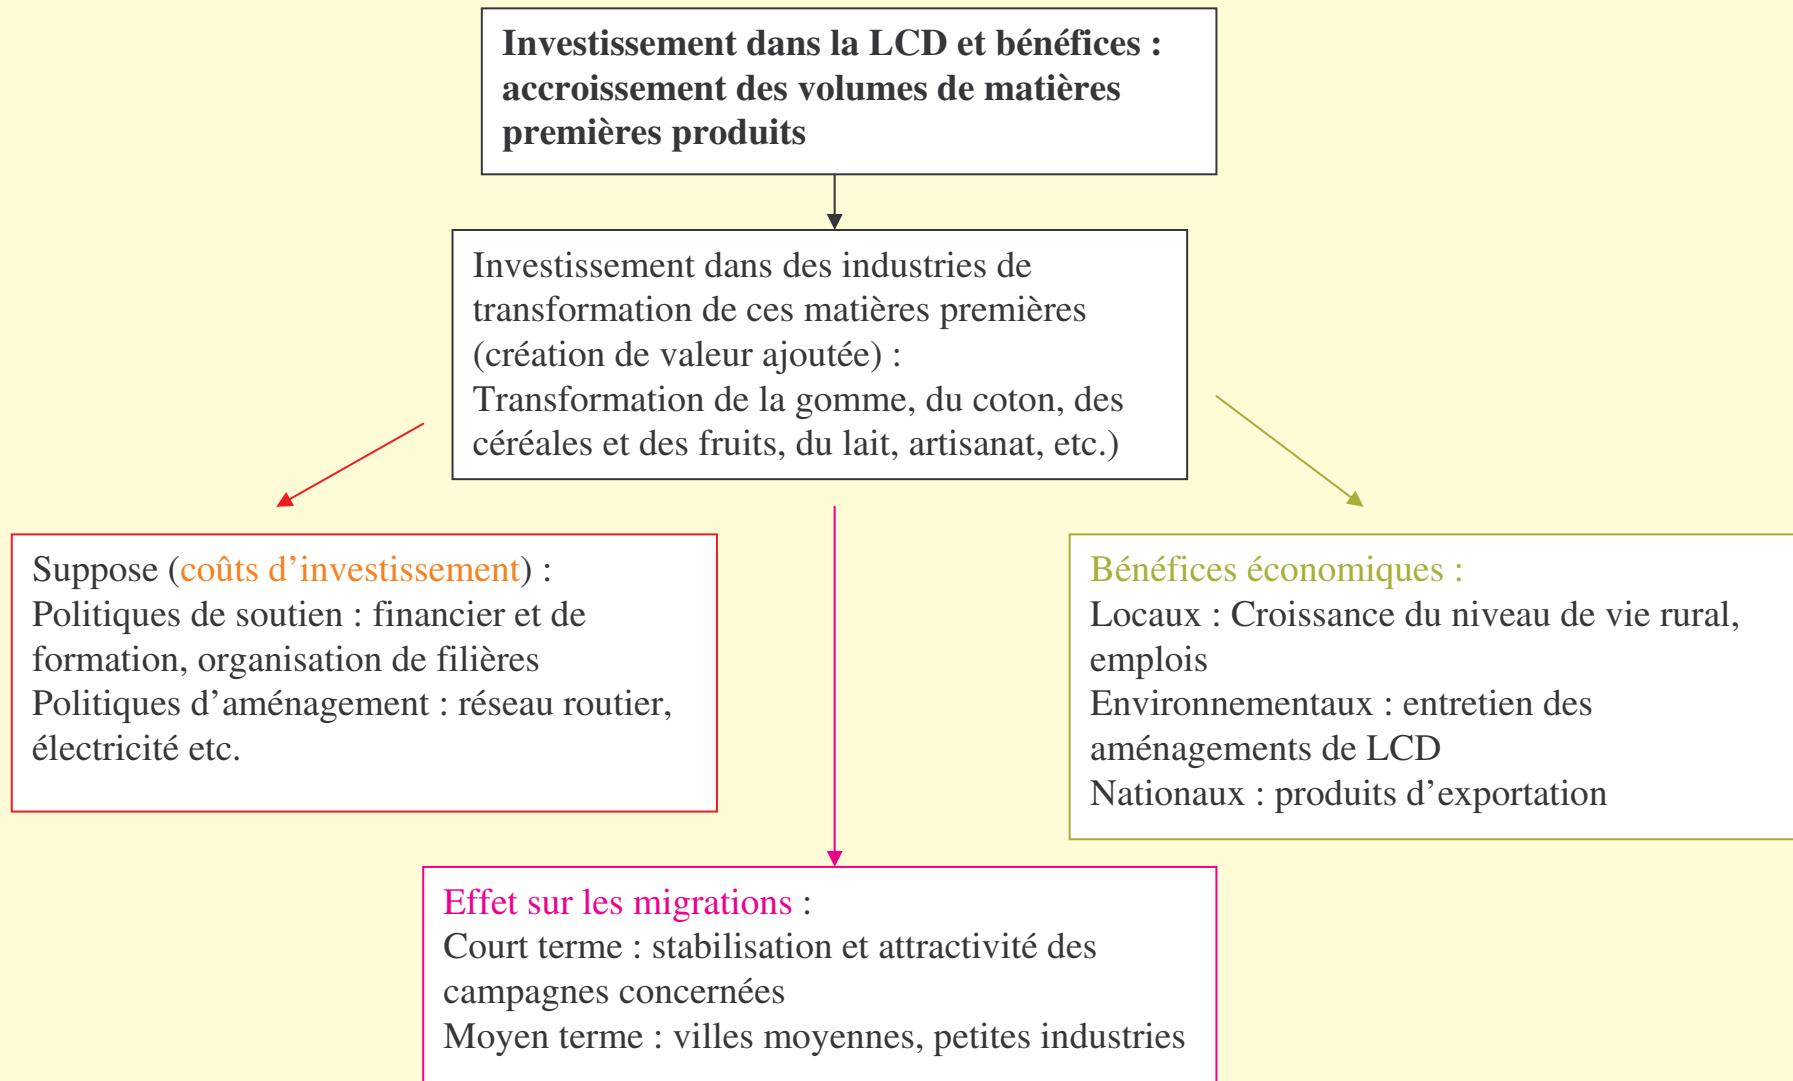 Investissement dans la LCD et bénéfices :
accroissement des volumes de matières
premières produits
Investissement dans des industries de
transformation de ces matières premières
(création de valeur ajoutée) :
Transformation de la gomme, du coton, des
céréales et des fruits, du lait, artisanat, etc.)
Suppose (coûts d’investissement) :
Politiques de soutien : financier et de
formation, organisation de filières
Politiques d’aménagement : réseau routier,
électricité etc.
Bénéfices économiques :
Locaux : Croissance du niveau de vie rural,
emplois
Environnementaux : entretien des
aménagements de LCD
Nationaux : produits d’exportation
Effet sur les migrations :
Court terme : stabilisation et attractivité des
campagnes concernées
Moyen terme : villes moyennes, petites industries